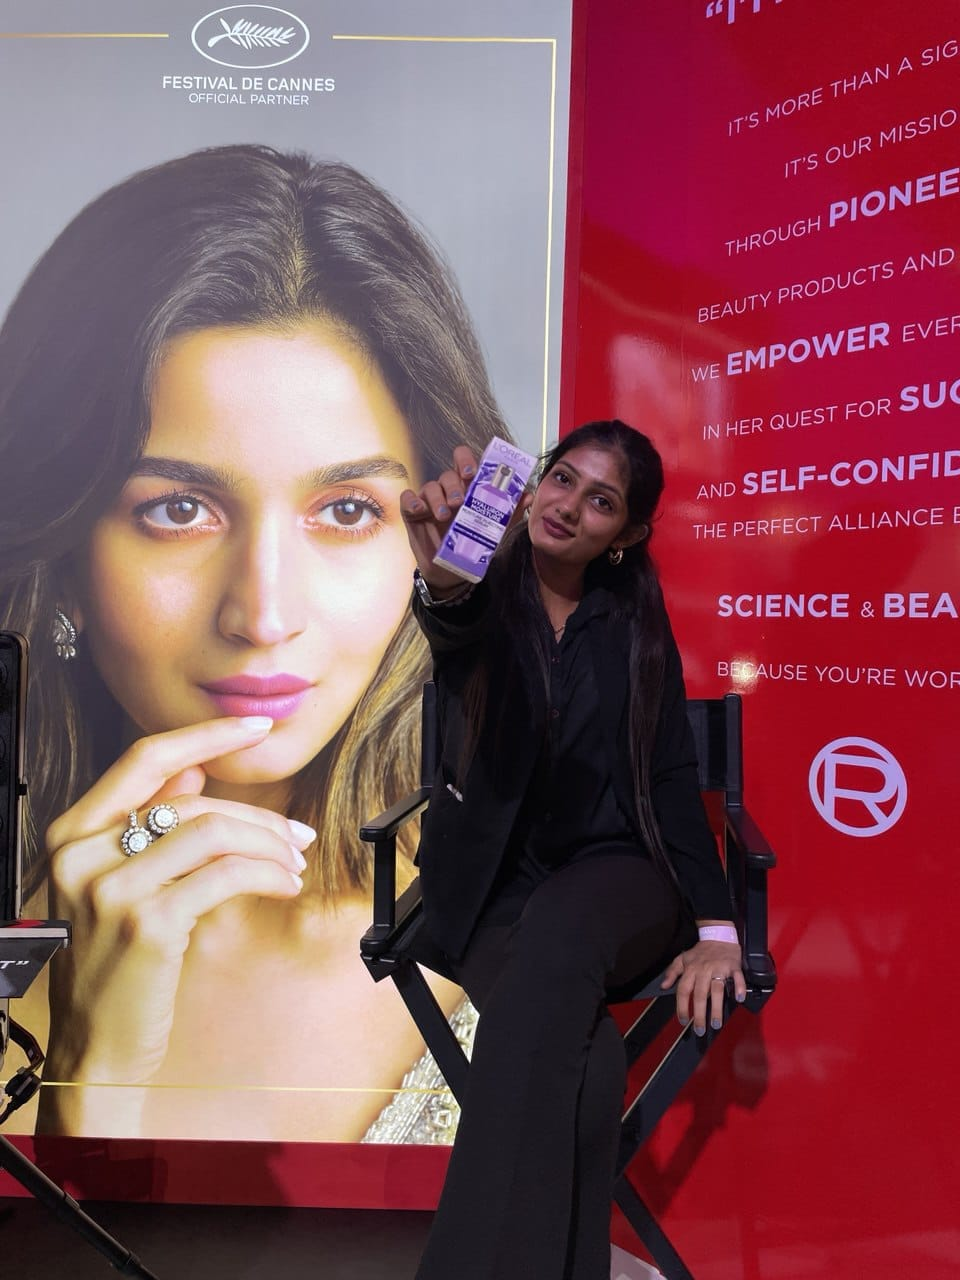 FESTIVAL DE CANNES
OFFICIAL PARTNER
IT'S MORE THAN A SIG
IT'S OUR MISSIO
THROUGH PIONEE
BEAUTY PRODUCTS AND
WE EMPOWER EVER
IN HER QUEST FOR SUC
AND SELF-CONFID
THE PERFECT ALLIANCE B
SCIENCE & BEA
BECAUSE YOU'RE WOR
R
L'ORÉAL
HYALURON
MOISTURE
T"